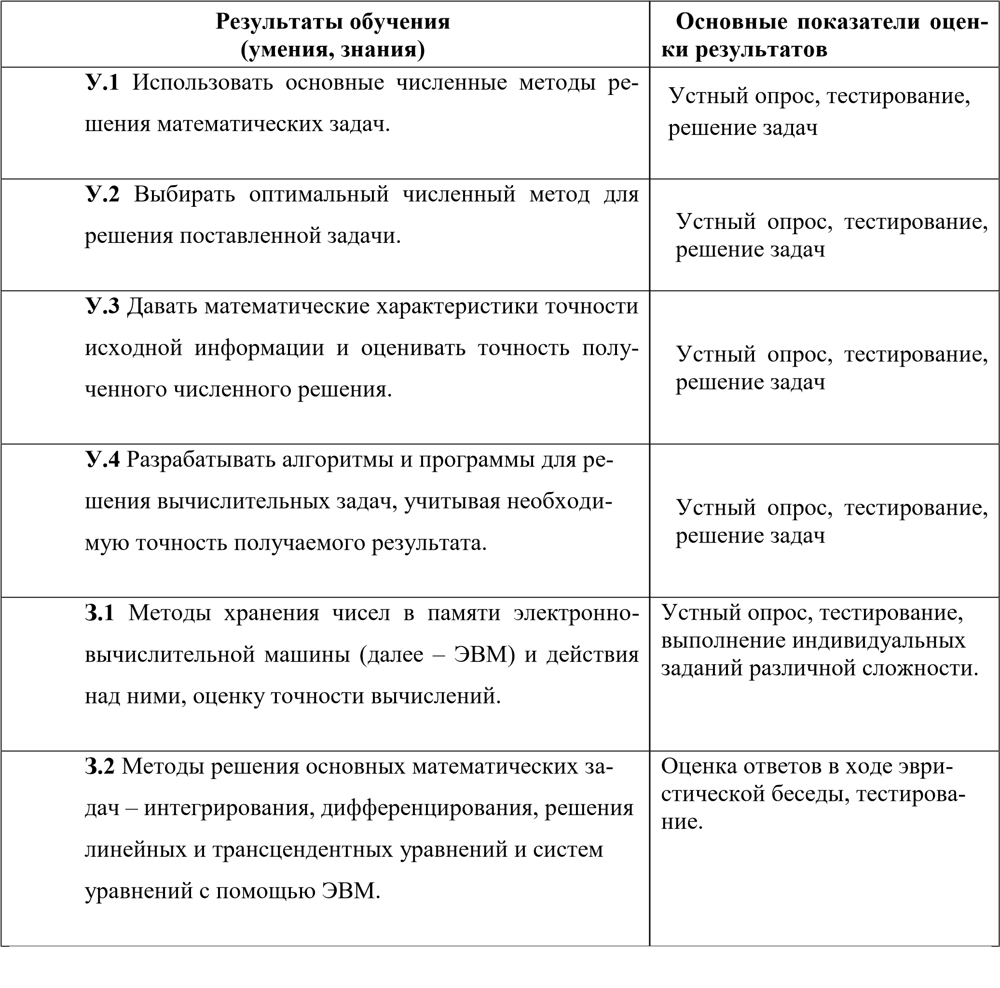 Результаты обучения
(умения, знания)
Основные показатели оцен-
ки результатов
У.1 Использовать основные численные методы ре-
шения математических задач.
Устный опрос, тестирование,
решение задач
У.2 Выбирать оптимальный численный метод для
решения поставленной задачи.
Устный опрос, тестирование,
решение задач
У.3 Давать математические характеристики точности
исходной информации и оценивать точность полу-
ченного численного решения.
Устный опрос, тестирование,
решение задач
У.4 Разрабатывать алгоритмы и программы для ре-
шения вычислительных задач, учитывая необходи-
мую точность получаемого результата.
Устный опрос, тестирование,
решение задач
З.1 Методы хранения чисел в памяти электронно-
вычислительной машины (далее – ЭВМ) и действия
над ними, оценку точности вычислений.
Устный опрос, тестирование,
выполнение индивидуальных
заданий различной сложности.
З.2 Методы решения основных математических за-
дач – интегрирования, дифференцирования, решения
линейных и трансцендентных уравнений и систем
уравнений с помощью ЭВМ.
Оценка ответов в ходе эври-
стической беседы, тестирова-
ние.